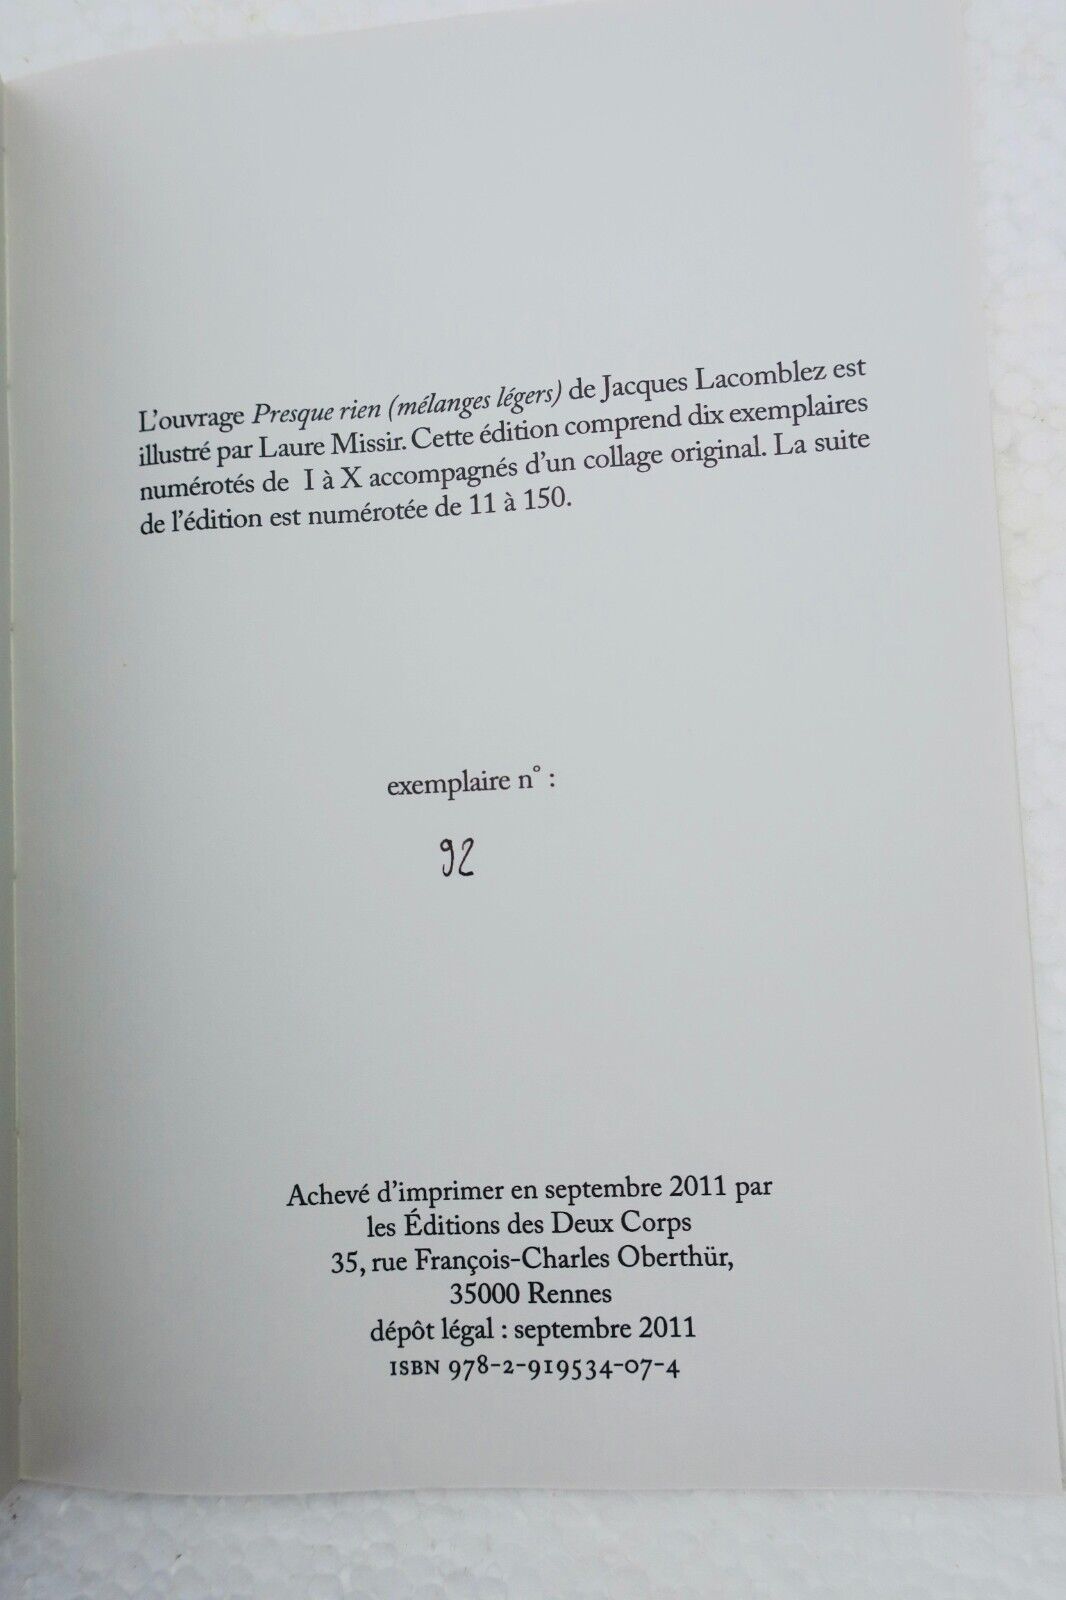 L'ouvrage Presque rien (mélanges légers) de Jacques Lacomblez est
illustré par Laure Missir. Cette édition comprend dix exemplaires
numérotés de I à X accompagnés d'un collage original. La suite
de l'édition est numérotée de 11 à 150.
exemplaire n° :
92
Achevé d'imprimer en septembre 2011 par
les Éditions des Deux Corps
35, rue François-Charles Oberthür,
35000 Rennes
dépôt légal : septembre 2011
ISBN 978-2-919534-07-4